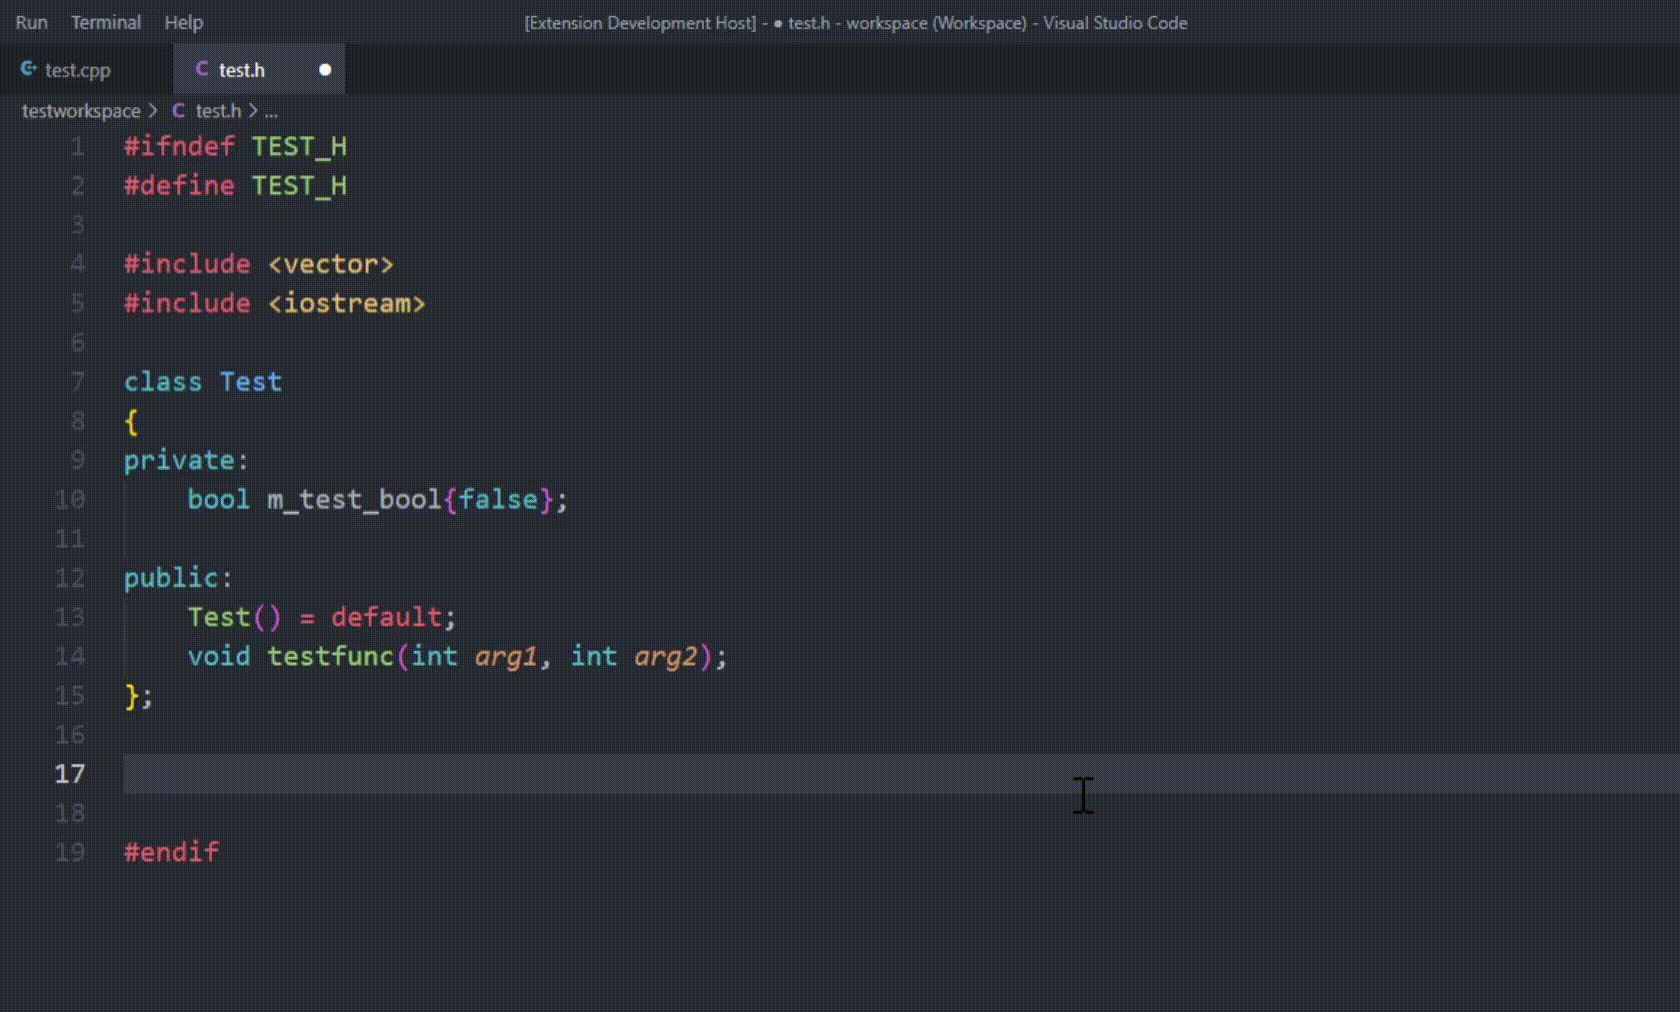 Run Terminal Help [Extension Development Host] - ● test.h - workspace (Workspace) - Visual Studio Code
test.cpp C test.h ●
testworkspace > C test.h > ...
1 #ifndef TEST_H
2 #define TEST_H
3
4 #include <vector>
5 #include <iostream>
6
7 class Test
8 {
9 private:
10     bool m_test_bool{false};
11
12 public:
13     Test() = default;
14     void testfunc(int arg1, int arg2);
15 };
16
17
18
19 #endif